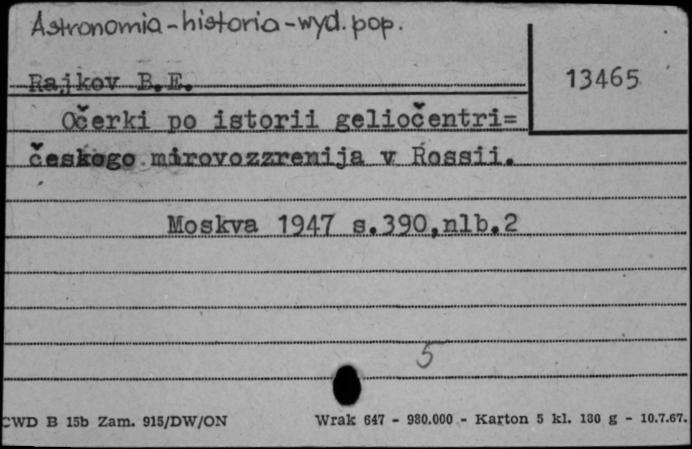 Astronomia - historia - wyd. pop.
Rajkov B.E.
13465
Očerki po istorii geliočentri=
českogo mirovozzrenija v Rossii.
Moskva 1947 s.390,nlb.2
5
CWD B 15b Zam. 915/DW/ON Wrak 647 - 980.000 - Karton 5 kl. 180 g - 10.7.67.